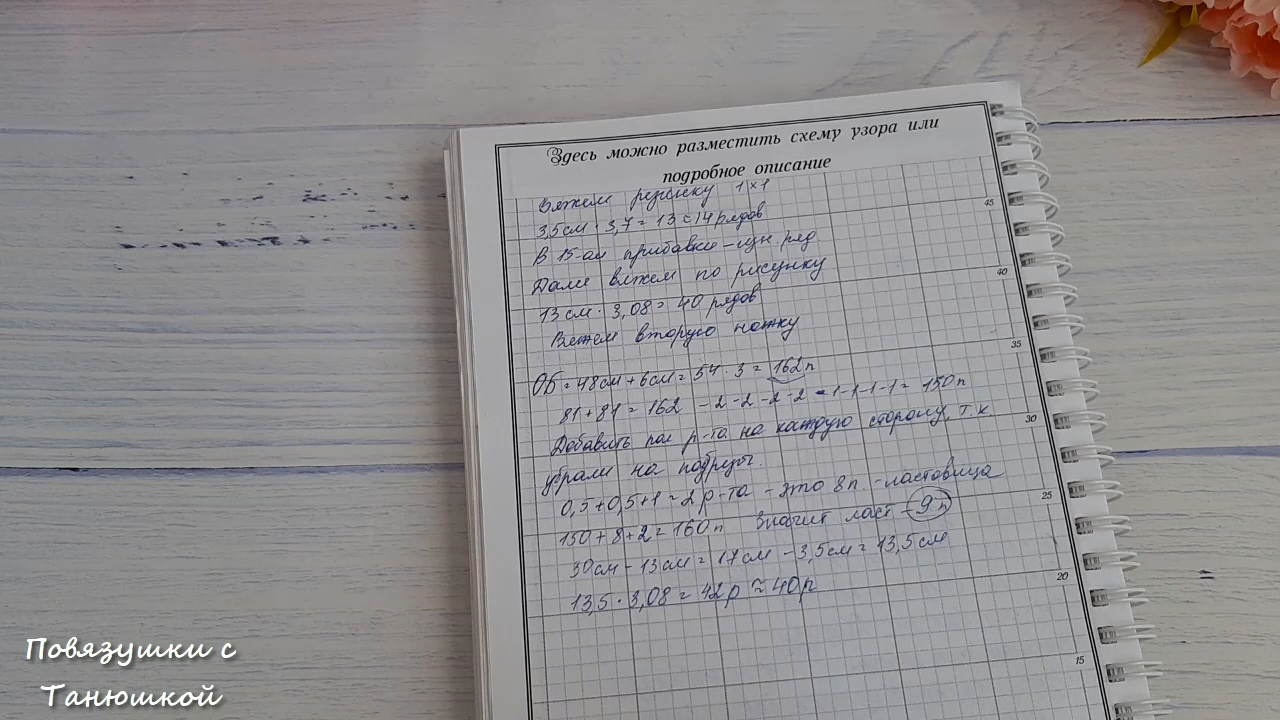 Здесь можно разместить схему узора или
подробное описание
Вяжем резинку 1×1
3,5см · 3,7 = 13 ≈ 14 рядов
В 15-ом прибавки – изн. ряд
Далее вяжем по рисунку
13 см · 3,08 = 40 рядов
Вяжем вторую ножку
ОБ = 48см + 6см = 54 · 3 = 162п
81 + 81 = 162 - 2 - 2 - 2 - 2 - 1-1-1-1 = 150п
Добавить пол р-та на каждую сторону, т.к.
убрали на подрезы.
0,5+0,5+1 = 2 р-та – это 8п. – ластовица
150 + 8 + 2 = 160п Значит ласт – 9п
30см – 13см = 17см – 3,5см = 13,5см
13,5 · 3,08 = 42р ≈ 40р
45
40
35
30
25
20
15
Повязушки с
Танюшкой